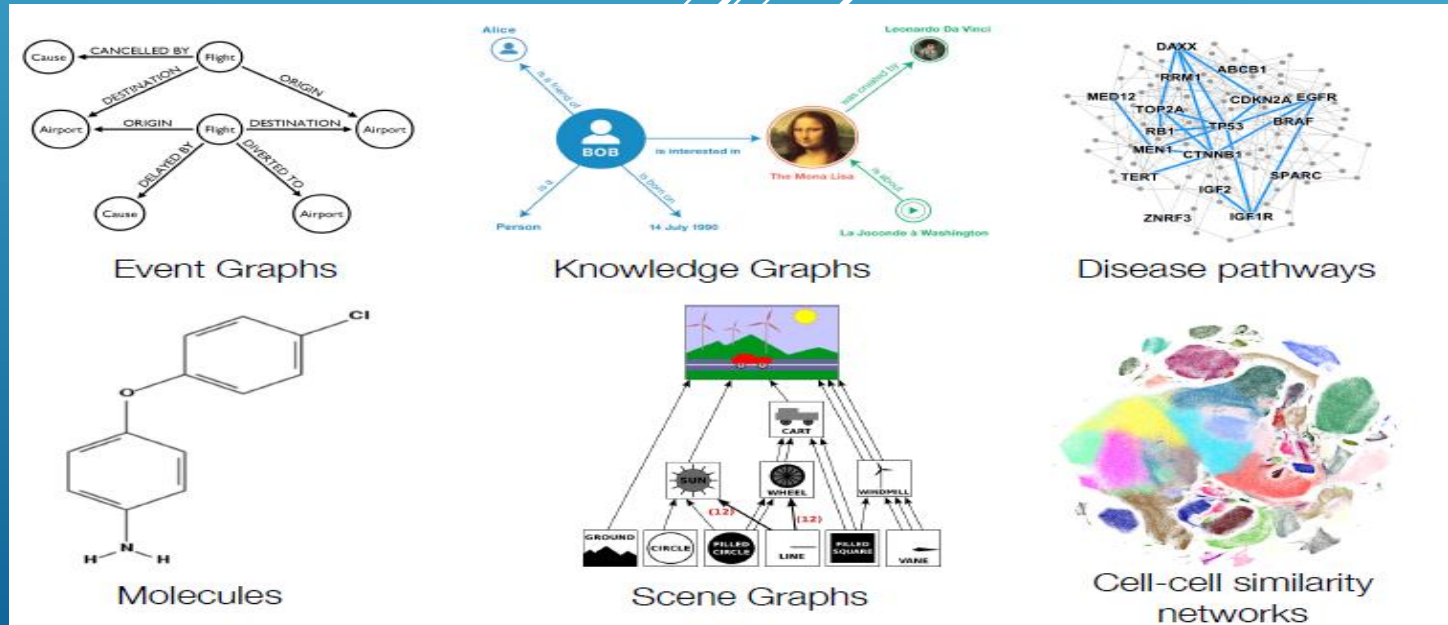 Cause
CANCELLED BY
Flight
DESTINATION
ORIGIN
Airport
ORIGIN
Flight
DESTINATION
Airport
DELAYED BY
DIVERTED TO
Cause
Airport
Event Graphs
Alice
Leonardo Da Vinci
is a friend of
was created by
BOB
is interested in
The Mona Lisa
is a
is born on
is about
Person
14 July 1990
La Joconde à Washington
Knowledge Graphs
DAXX
RRM1
ABCB1
MED12
TOP2A
CDKN2A
EGFR
RB1
TP53
BRAF
MEN1
CTNNB1
TERT
SPARC
IGF2
ZNRF3
IGF1R
Disease pathways
Cl
O
N
H
H
Molecules
CART
SUN
WHEEL
WINDMILL
(12)
(12)
GROUND
CIRCLE
FILLED
CIRCLE
LINE
FILLED
SQUARE
VANE
Scene Graphs
Cell-cell similarity
networks